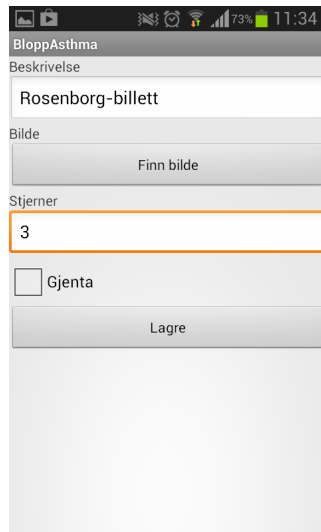 73% 11:34
BloppAsthma
Beskrivelse
Rosenborg-billett
Bilde
Finn bilde
Stjerner
3
Gjenta
Lagre